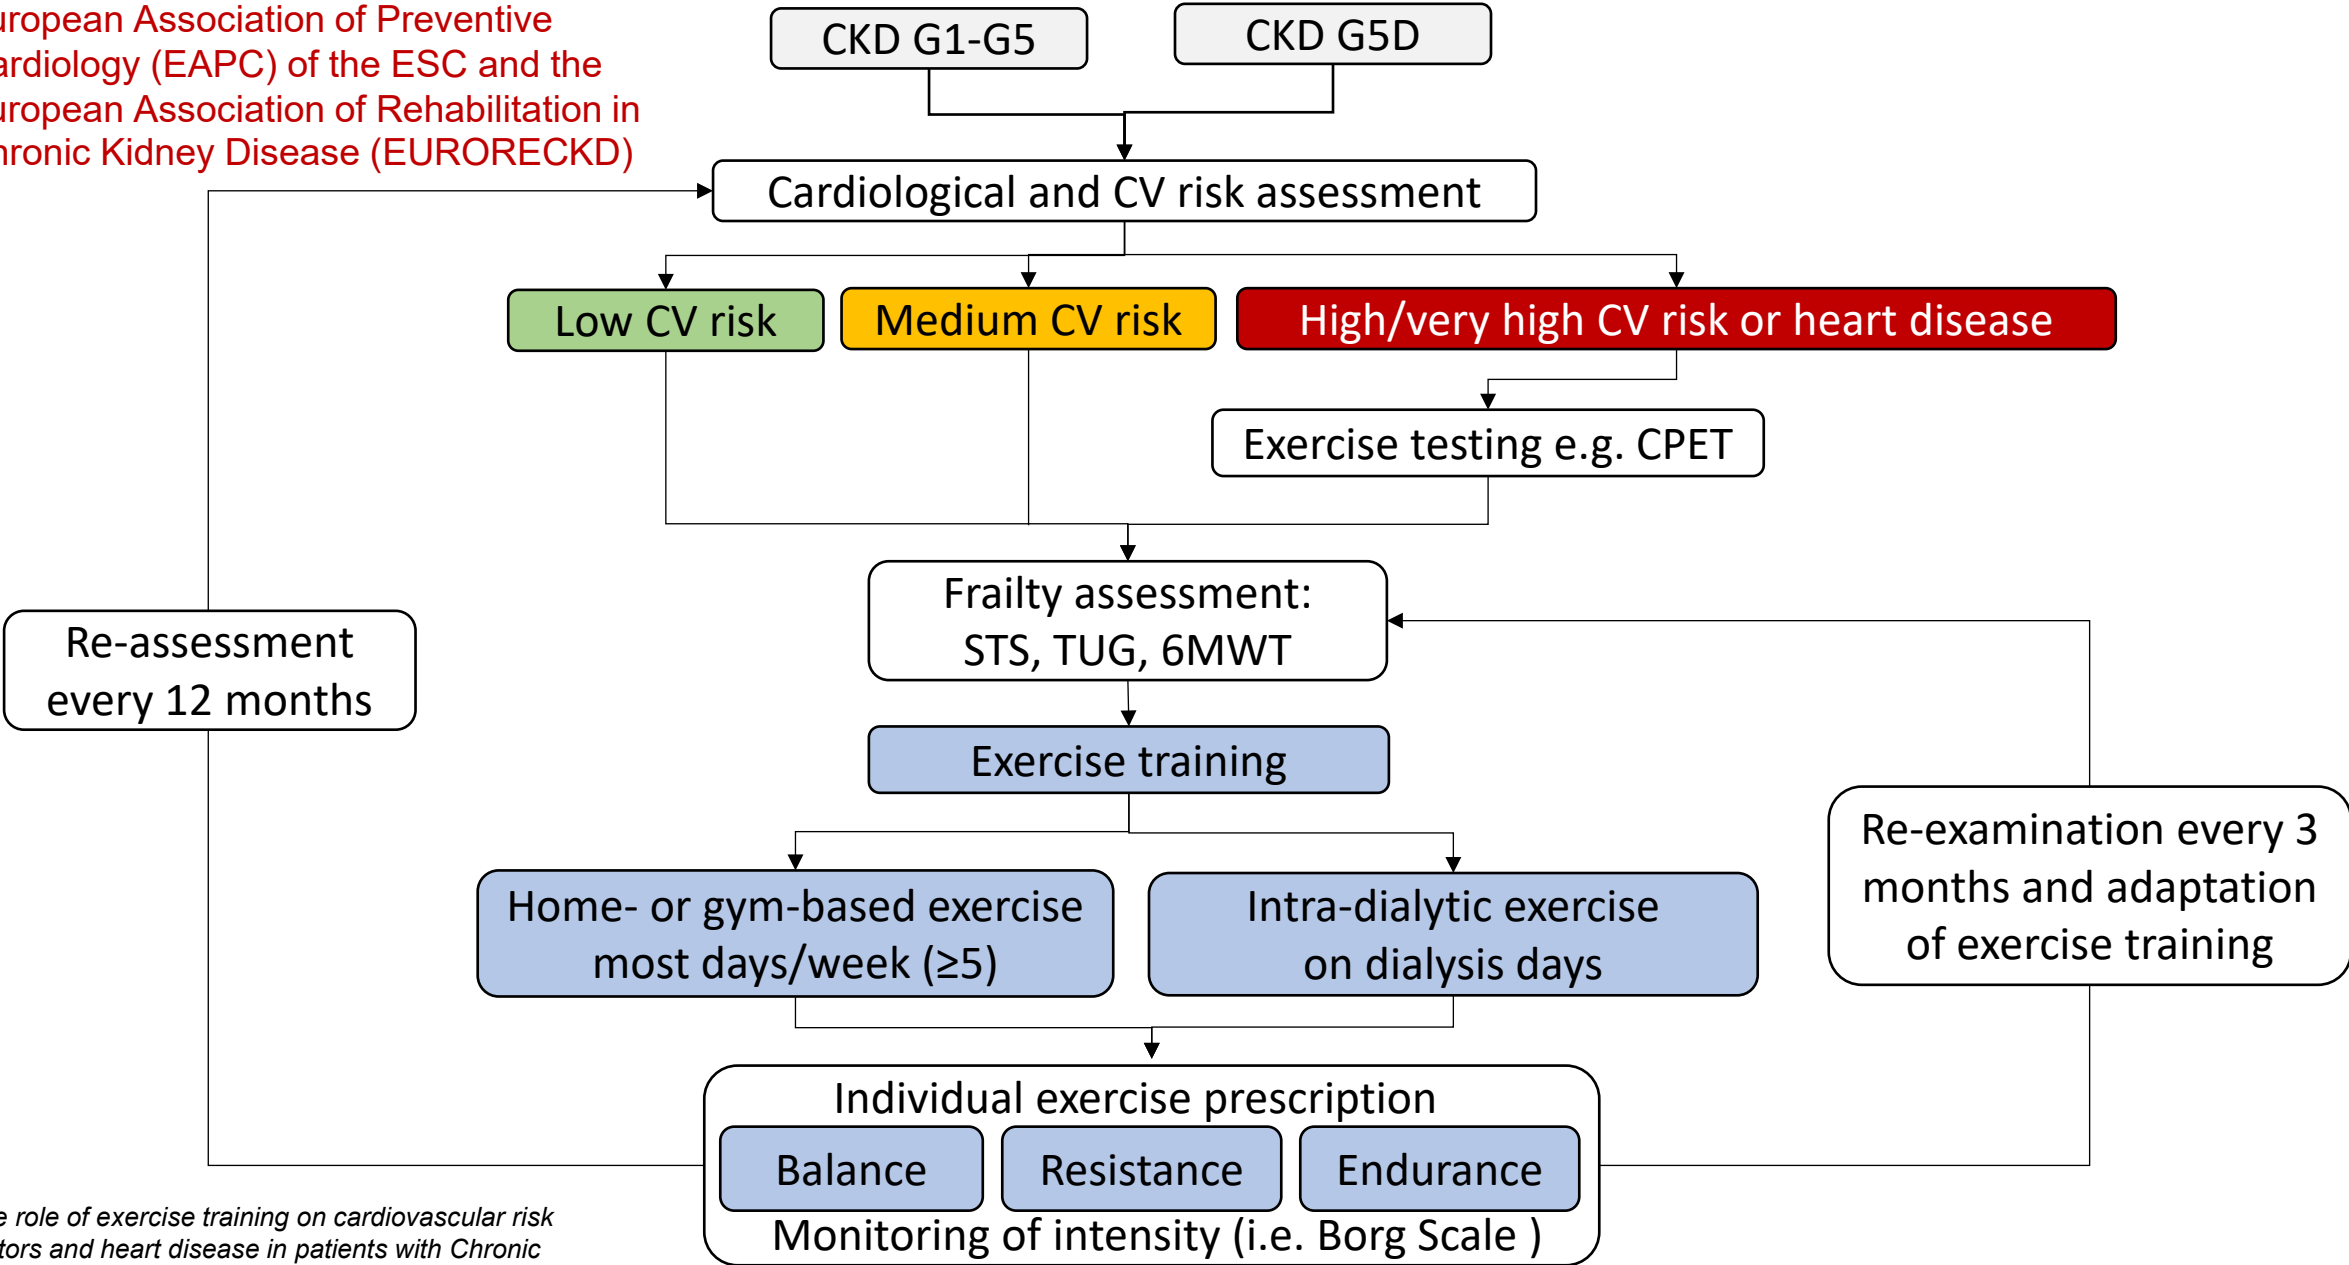 uropean Association of Preventive
ardiology (EAPC) of the ESC and the
uropean Association of Rehabilitation in
hronic Kidney Disease (EURORECKD)
CKD G1-G5
CKD G5D
Cardiological and CV risk assessment
Low CV risk
Medium CV risk
High/very high CV risk or heart disease
Exercise testing e.g. CPET
Frailty assessment:
STS, TUG, 6MWT
Re-assessment
every 12 months
Exercise training
Home- or gym-based exercise
most days/week (≥5)
Intra-dialytic exercise
on dialysis days
Re-examination every 3
months and adaptation
of exercise training
Individual exercise prescription
Balance
Resistance
Endurance
Monitoring of intensity (i.e. Borg Scale )
e role of exercise training on cardiovascular risk
tors and heart disease in patients with Chronic